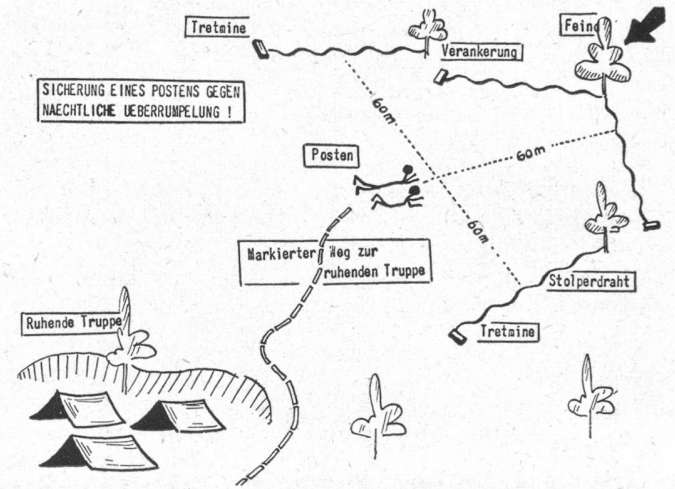 Tretmine
Feind
Verankerung
SICHERUNG EINES POSTENS GEGEN
NAECHTLICHE UEBERRUMPELUNG !
60m
Posten
60m
60m
Markierter Weg zur
ruhenden Truppe
Stolperdraht
Ruhende Truppe
Tretmine